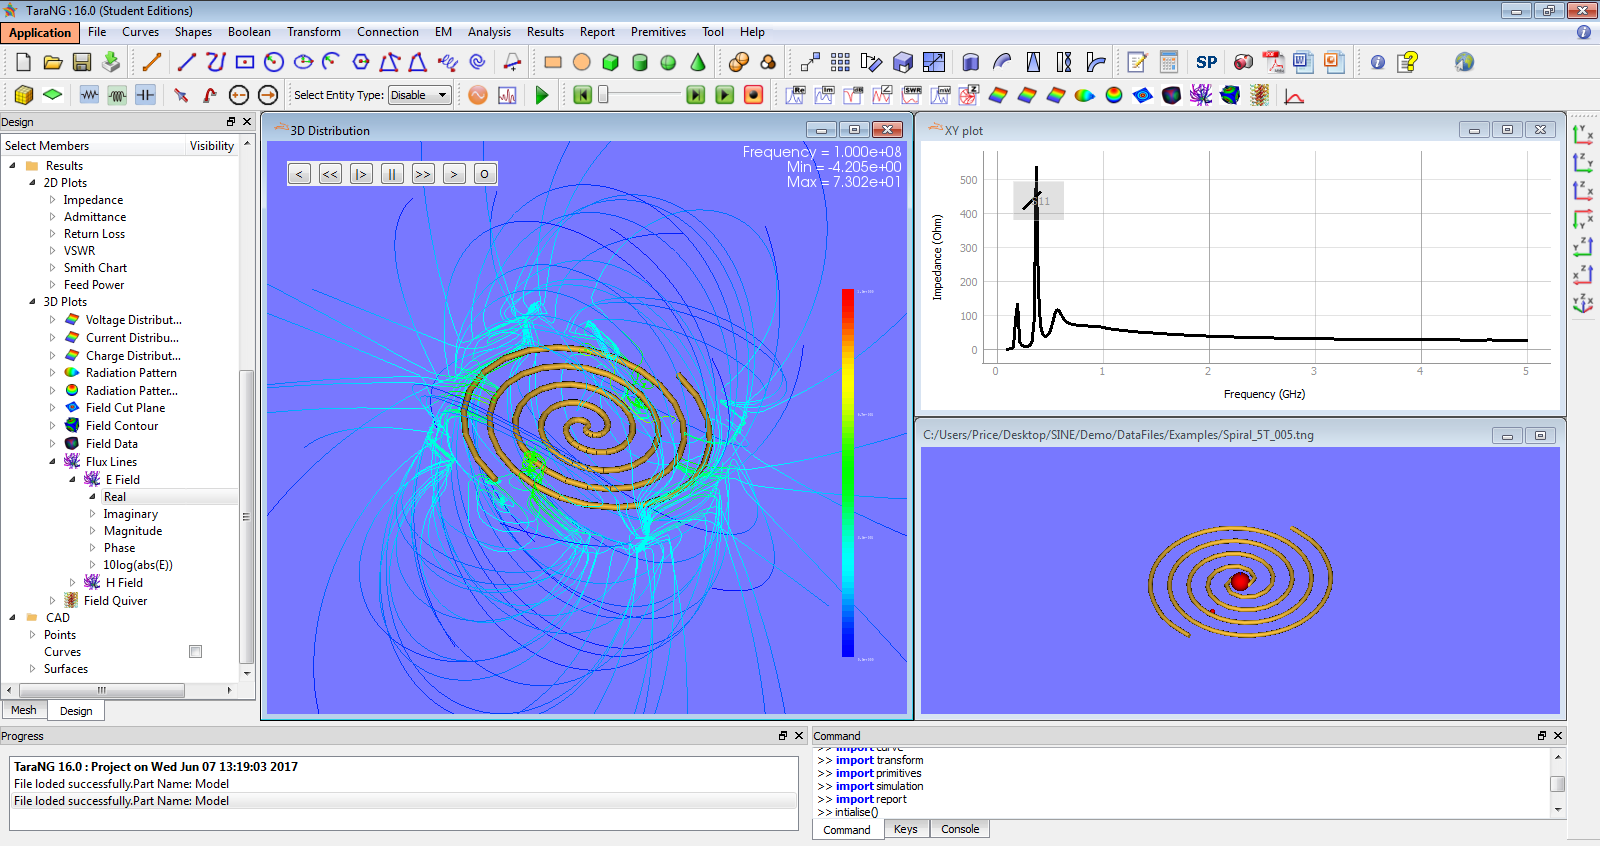 TaraNG : 16.0 (Student Editions)
Application File Curves Shapes Boolean Transform Connection EM Analysis Results Report Premitives Tool Help
SP
PDF
Select Entity Type: Disable
Re Im dB SWR mW
Design
Select Members Visibility
Results
2D Plots
Impedance
Admittance
Return Loss
VSWR
Smith Chart
Feed Power
3D Plots
Voltage Distribut...
Current Distribu...
Charge Distribut...
Radiation Pattern
Radiation Patter...
Field Cut Plane
Field Contour
Field Data
Flux Lines
E Field
Real
Imaginary
Magnitude
Phase
10log(abs(E))
H Field
Field Quiver
CAD
Points
Curves
Surfaces
Mesh Design
3D Distribution
< << |> || >> > O
Frequency = 1.000e+08
Min = -4.205e+00
Max = 7.302e+01
XY plot
500
400
300
200
100
0
Impedance (Ohm)
0 1 2 3 4 5
Frequency (GHz)
C:/Users/Price/Desktop/SINE/Demo/DataFiles/Examples/Spiral_5T_005.tng
Progress
TaraNG 16.0 : Project on Wed Jun 07 13:19:03 2017
File loded successfully.Part Name: Model
File loded successfully.Part Name: Model
Command
>> import curve
>> import transform
>> import primitives
>> import simulation
>> import report
>> intialise()
Command Keys Console